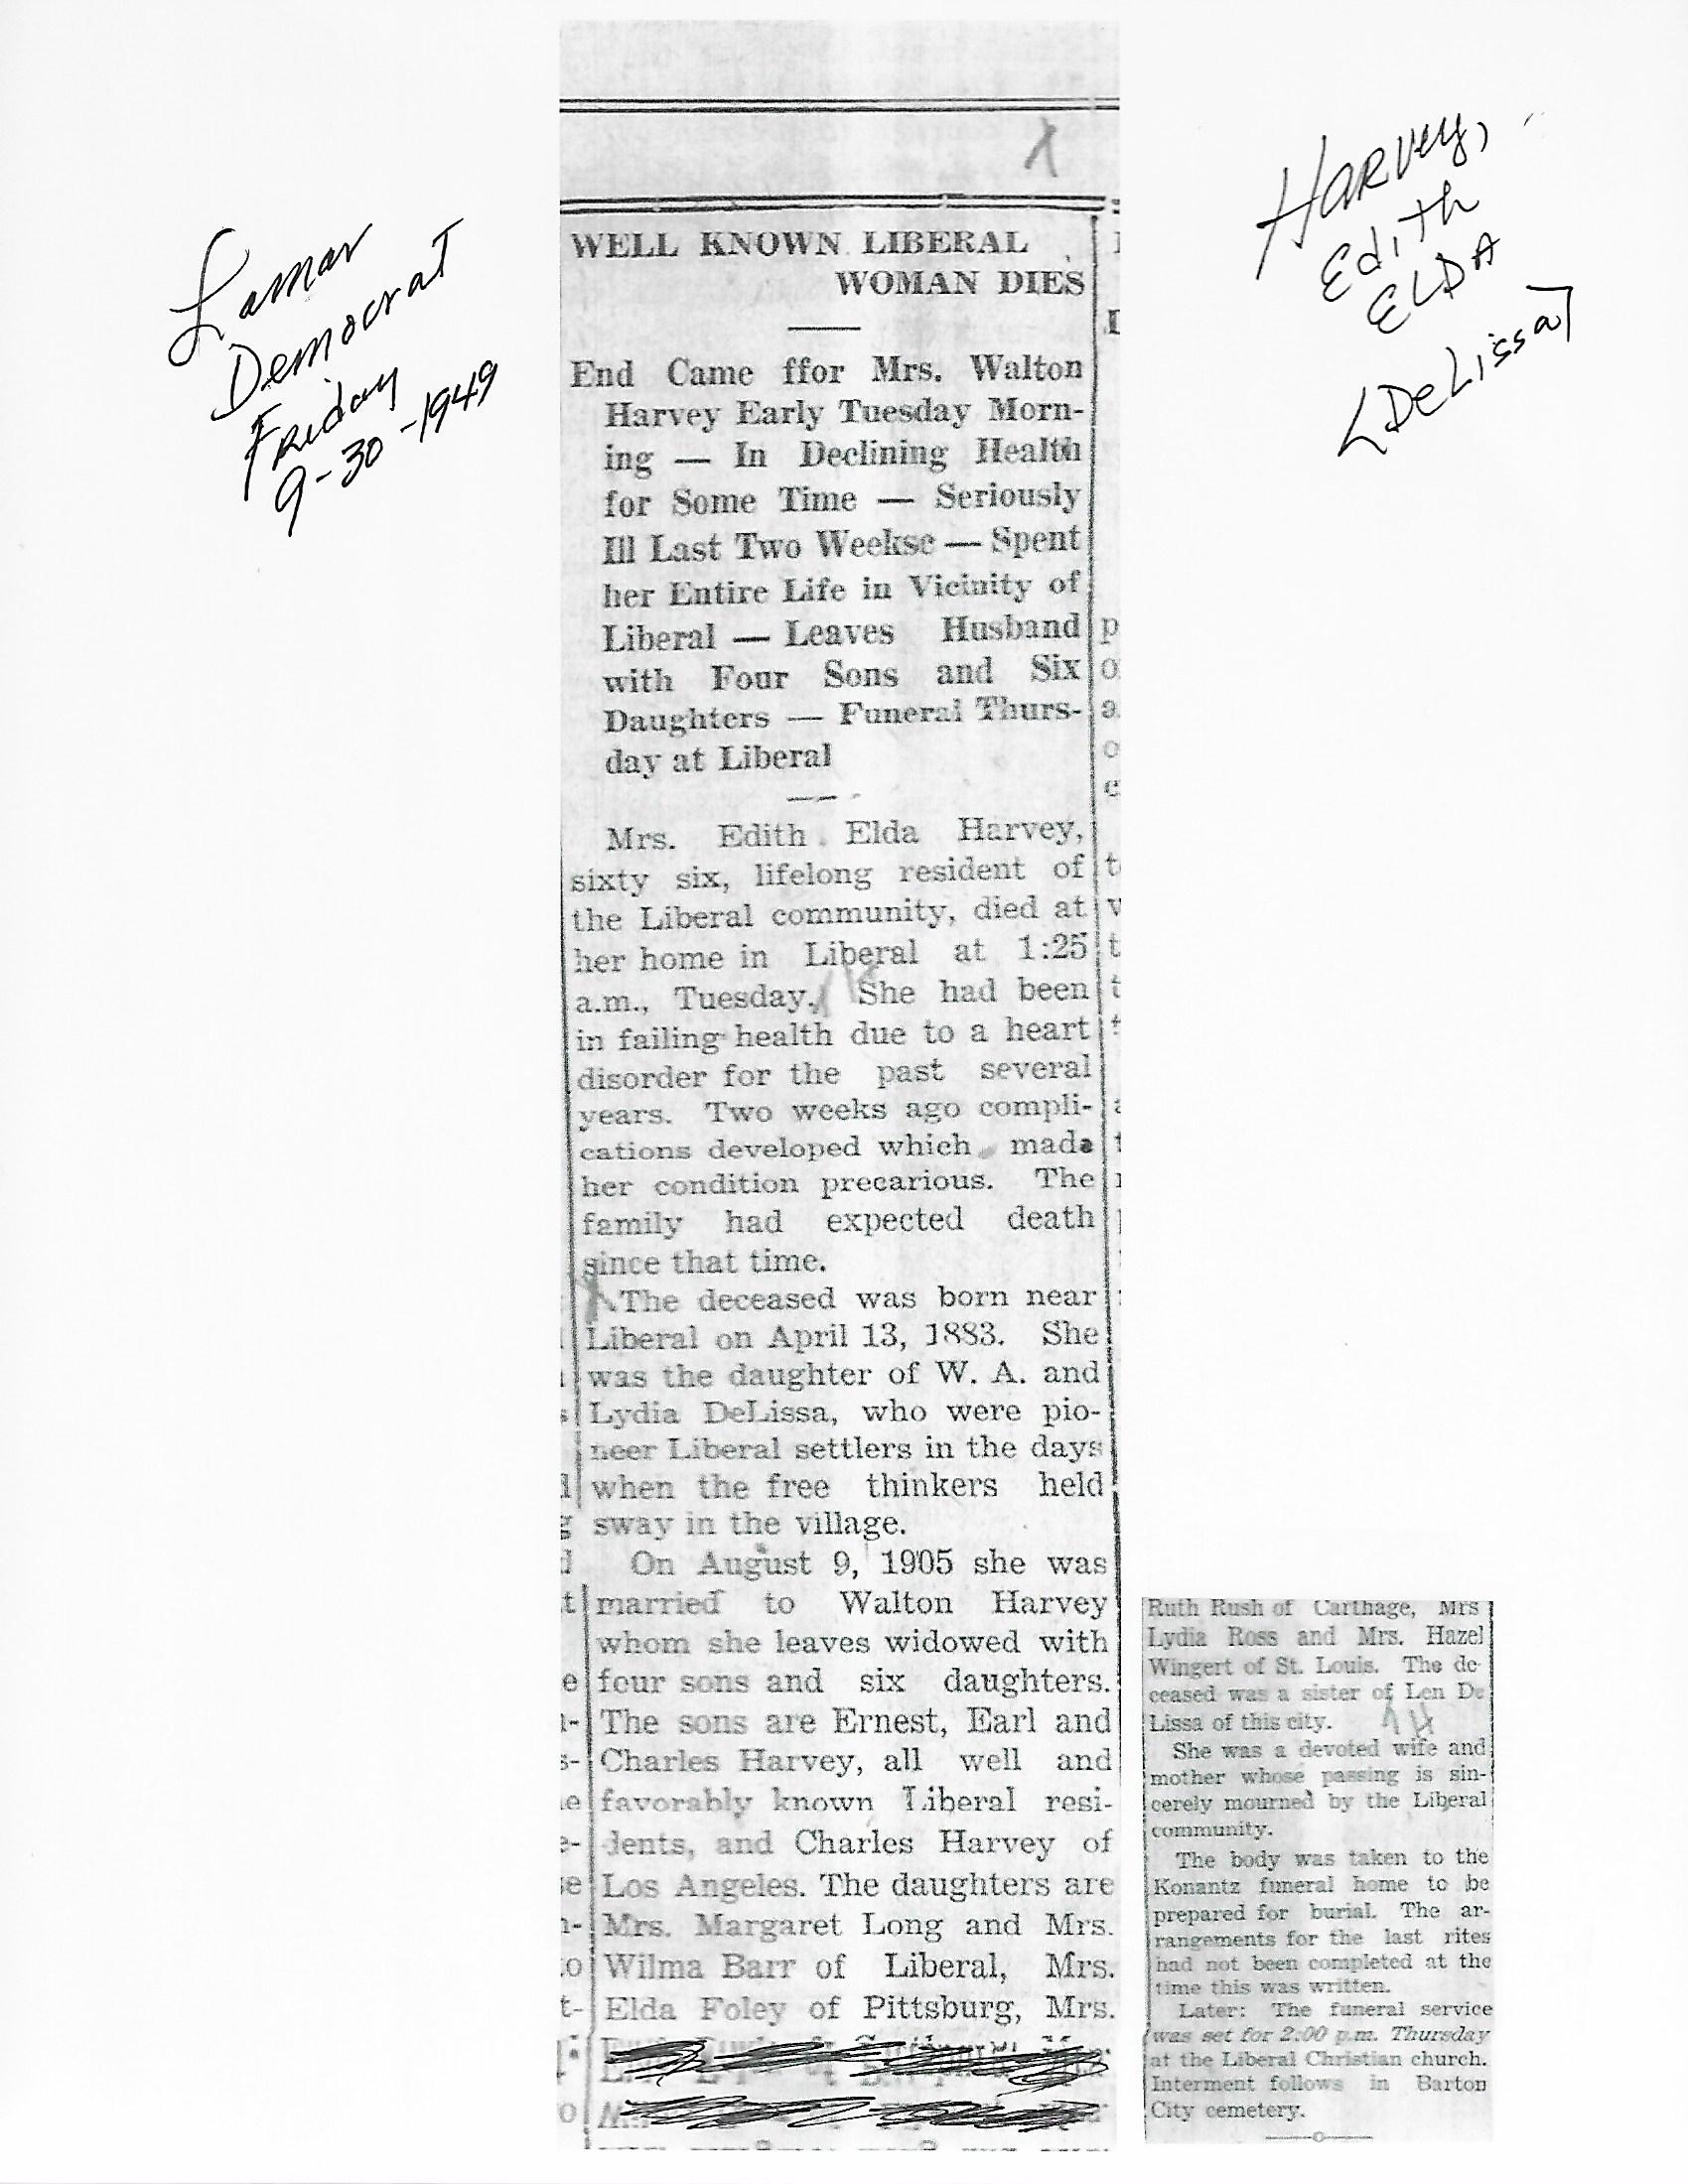 Lamar
Democrat
Friday
9-30-1949
HARVEY,
Edith
ELDA
DeLissa
WELL KNOWN LIBERAL
WOMAN DIES
End Came ffor Mrs. Walton
Harvey Early Tuesday Morn-
ing — In Declining Health
for Some Time — Seriously
Ill Last Two Weekse — Spent
her Entire Life in Vicinity of
Liberal — Leaves Husband
with Four Sons and Six
Daughters — Funeral Thurs-
day at Liberal
Mrs. Edith Elda Harvey,
sixty six, lifelong resident of
the Liberal community, died at
her home in Liberal at 1:25
a.m., Tuesday. She had been
in failing health due to a heart
disorder for the past several
years. Two weeks ago compli-
cations developed which made
her condition precarious. The
family had expected death
since that time.
The deceased was born near
Liberal on April 13, 1883. She
was the daughter of W. A. and
Lydia DeLissa, who were pio-
neer Liberal settlers in the days
when the free thinkers held
sway in the village.
On August 9, 1905 she was
married to Walton Harvey
whom she leaves widowed with
four sons and six daughters.
The sons are Ernest, Earl and
Charles Harvey, all well and
favorably known Liberal resi-
dents, and Charles Harvey of
Los Angeles. The daughters are
Mrs. Margaret Long and Mrs.
Wilma Barr of Liberal, Mrs.
Elda Foley of Pittsburg, Mrs.
Ruth Rush of Carthage, Mrs
Lydia Ross and Mrs. Hazel
Wingert of St. Louis. The de-
ceased was a sister of Len De
Lissa of this city.
She was a devoted wife and
mother whose passing is sin-
cerely mourned by the Liberal
community.
The body was taken to the
Konantz funeral home to be
prepared for burial. The ar-
rangements for the last rites
had not been completed at the
time this was written.
Later: The funeral service
was set for 2:00 p.m. Thursday
at the Liberal Christian church.
Interment follows in Barton
City cemetery.